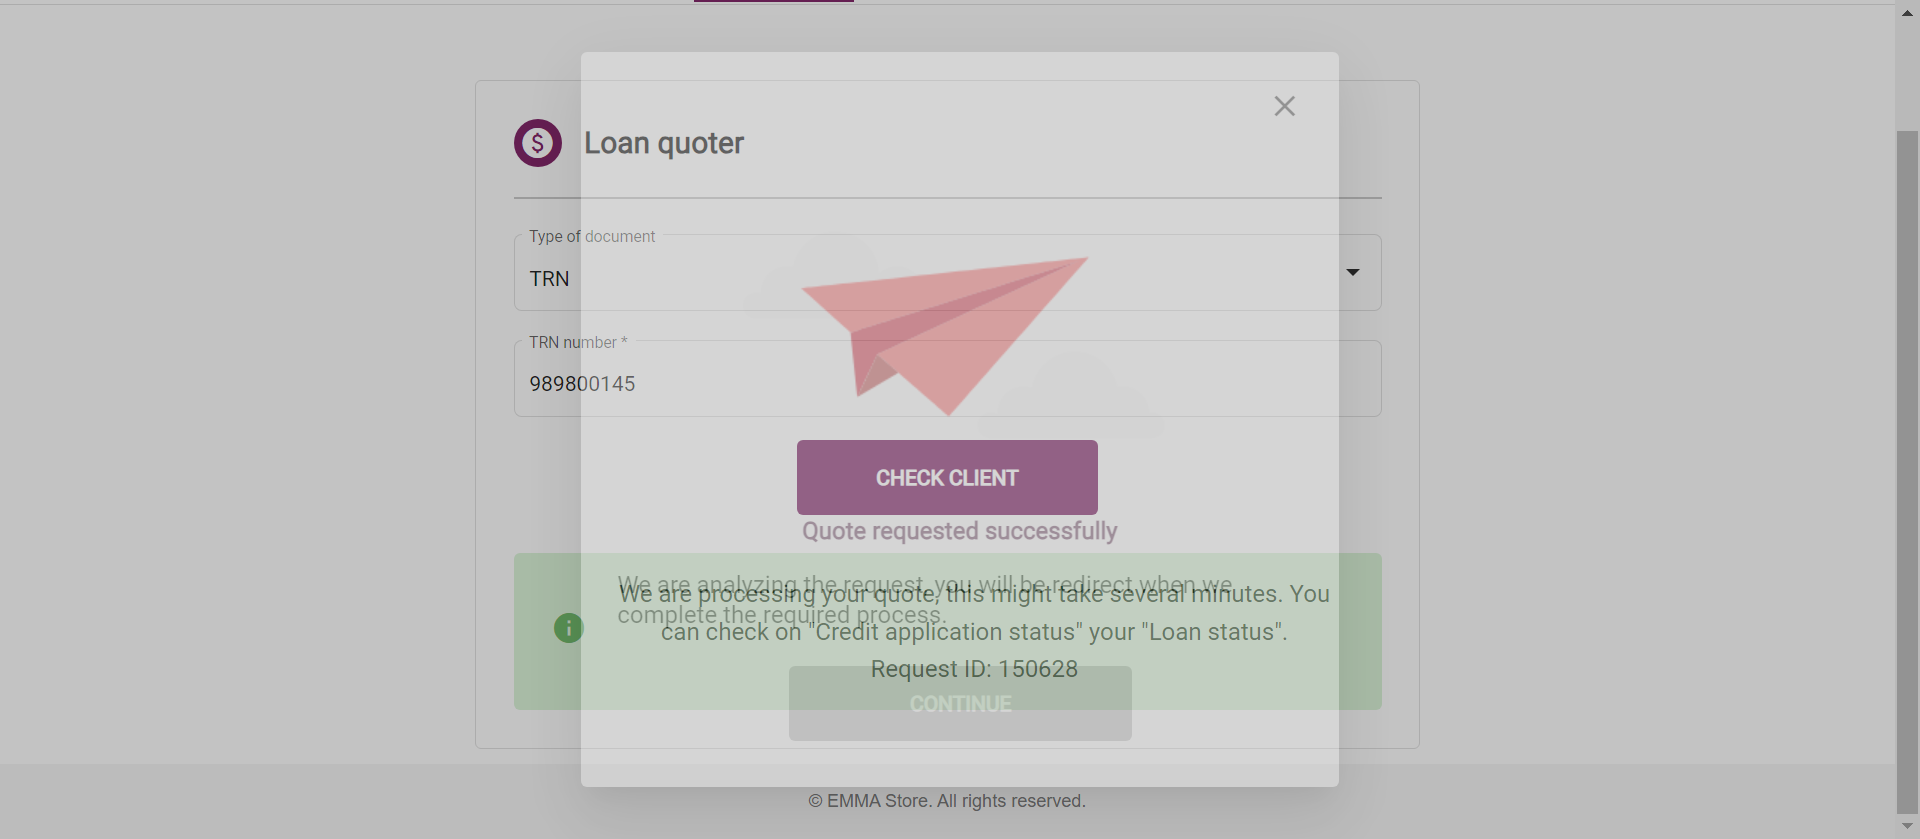 Loan quoter
Type of document
TRN
TRN number *
989800145
CHECK CLIENT
Quote requested successfully
We are analyzing the request, you will be redirect when we
complete the required process.
We are processing your quote, this might take several minutes. You
can check on "Credit application status" your "Loan status".
Request ID: 150628
CONTINUE
© EMMA Store. All rights reserved.